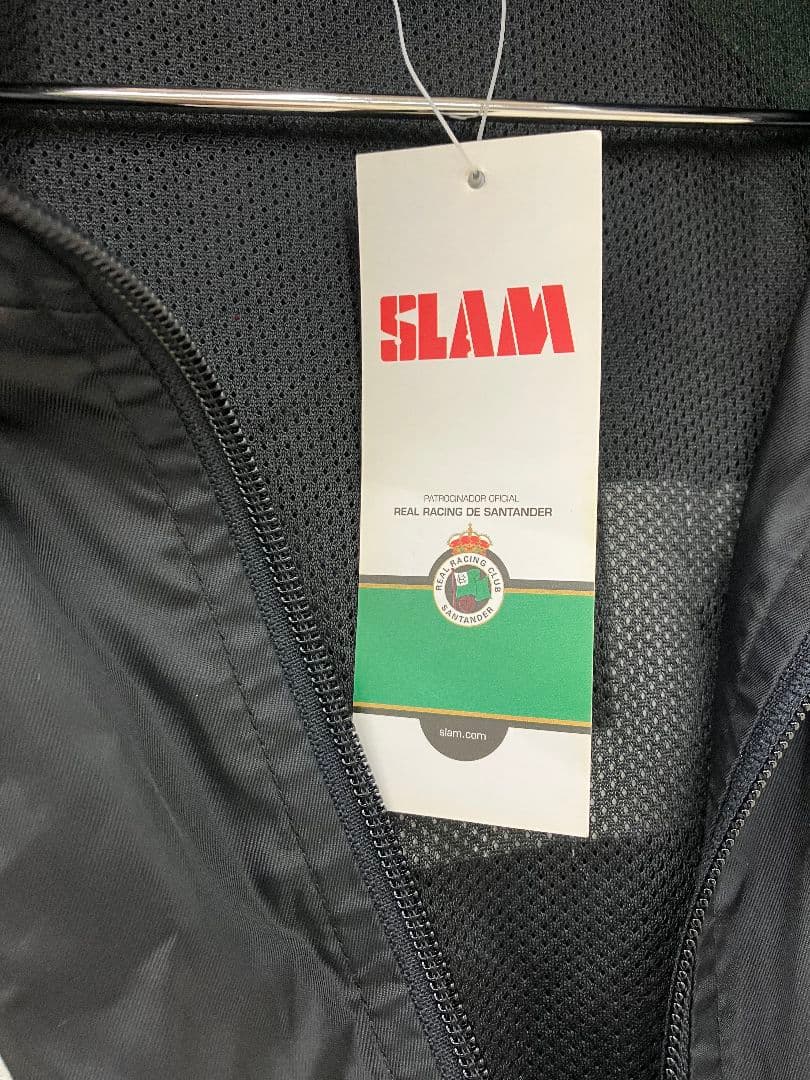 SLAM
PATROCINADOR OFICIAL
REAL RACING DE SANTANDER
REAL RACING CLUB
SANTANDER
slam.com